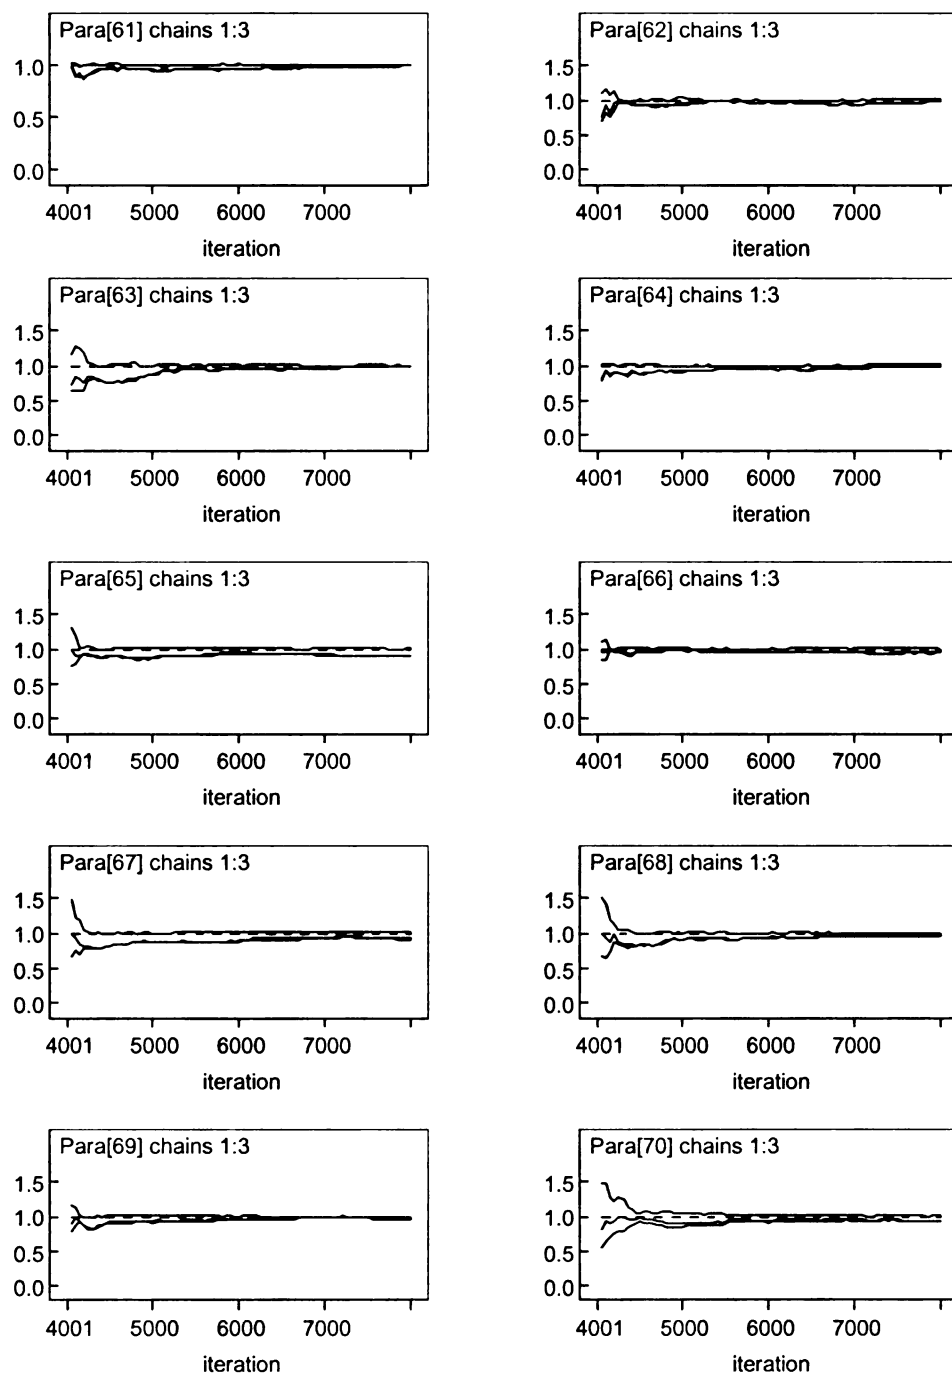 Para[61] chains 1:3
1.0
0.5
0.0
4001 5000 6000 7000
iteration
Para[62] chains 1:3
1.5
1.0
0.5
0.0
4001 5000 6000 7000
iteration
Para[63] chains 1:3
1.5
1.0
0.5
0.0
4001 5000 6000 7000
iteration
Para[64] chains 1:3
1.5
1.0
0.5
0.0
4001 5000 6000 7000
iteration
Para[65] chains 1:3
1.5
1.0
0.5
0.0
4001 5000 6000 7000
iteration
Para[66] chains 1:3
1.5
1.0
0.5
0.0
4001 5000 6000 7000
iteration
Para[67] chains 1:3
1.5
1.0
0.5
0.0
4001 5000 6000 7000
iteration
Para[68] chains 1:3
1.5
1.0
0.5
0.0
4001 5000 6000 7000
iteration
Para[69] chains 1:3
1.5
1.0
0.5
0.0
4001 5000 6000 7000
iteration
Para[70] chains 1:3
1.5
1.0
0.5
0.0
4001 5000 6000 7000
iteration